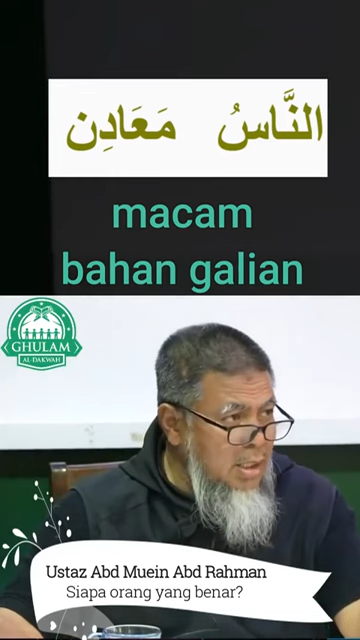 النَّاسُ مَعَادِن
macam
bahan galian
GHULAM
AL-DAKWAH
Ustaz Abd Muein Abd Rahman
Siapa orang yang benar?